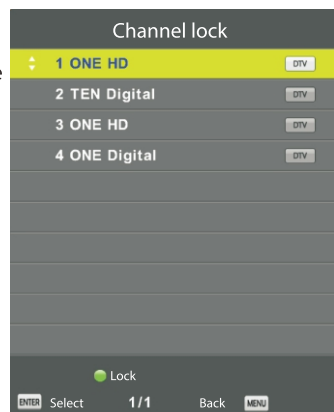 Channel lock
e
1 ONE HD DTV
2 TEN Digital DTV
3 ONE HD DTV
4 ONE Digital DTV
Lock
ENTER Select 1/1 Back MENU